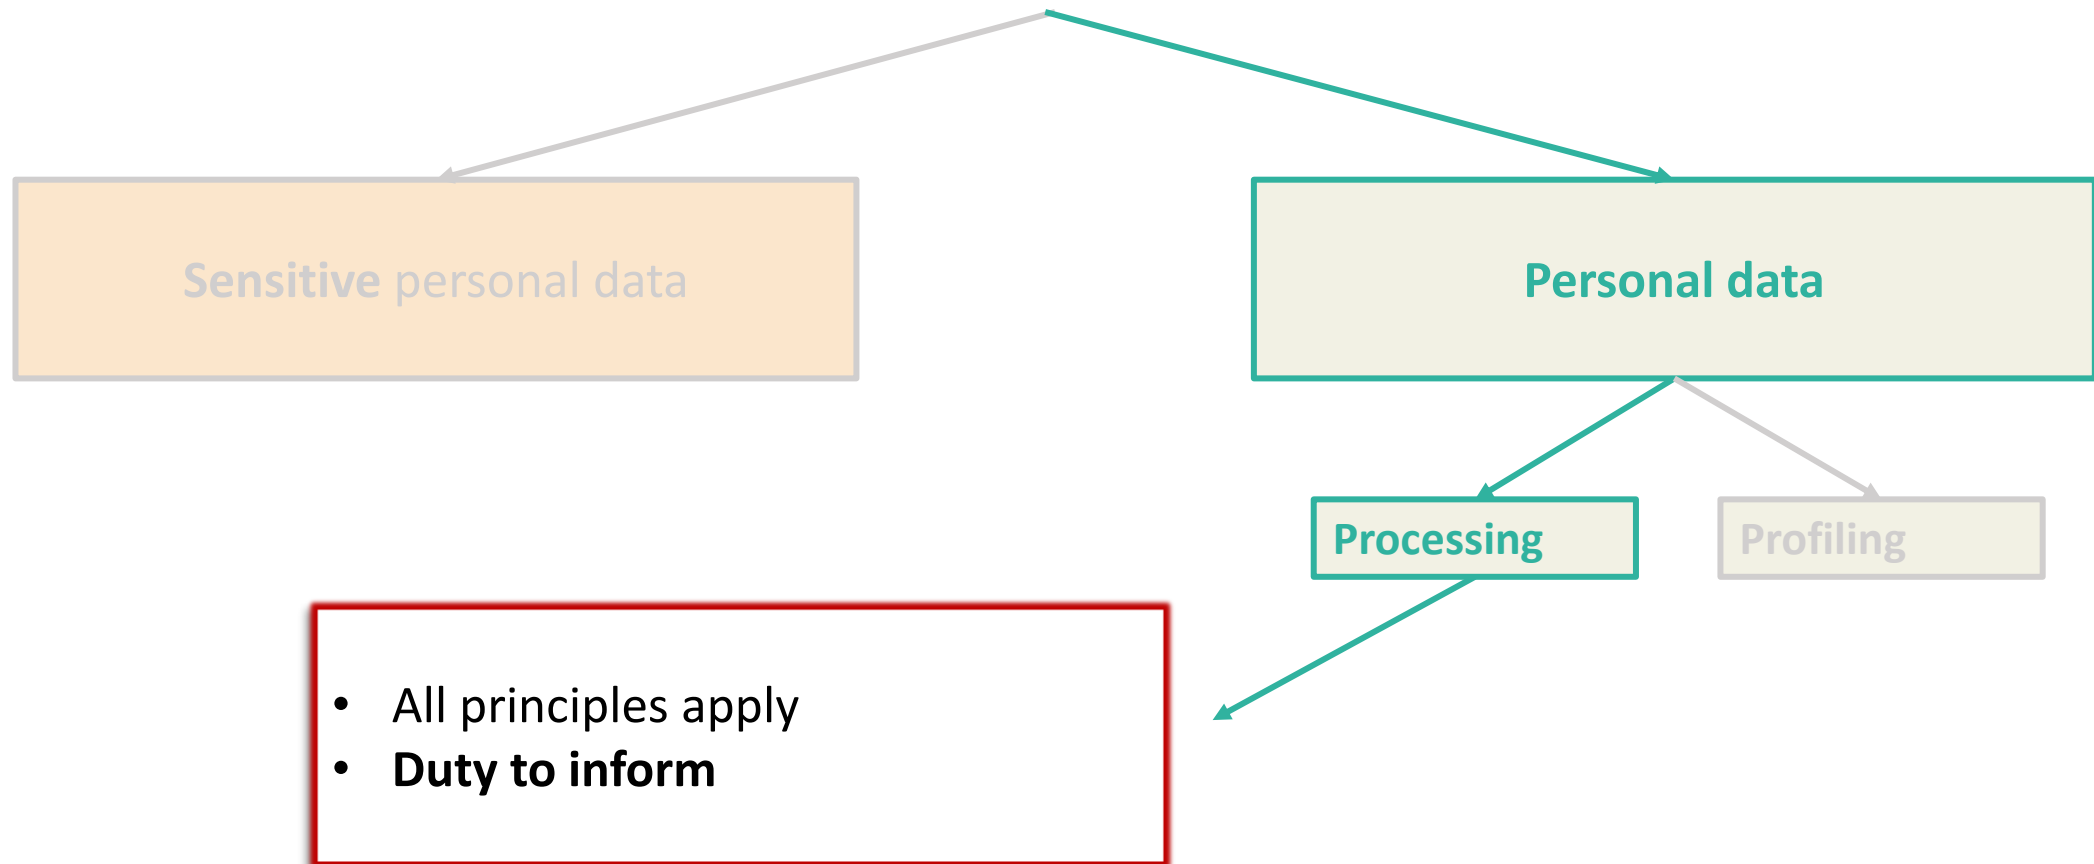 Sensitive personal data
Personal data
Processing
Profiling
• All principles apply
• Duty to inform